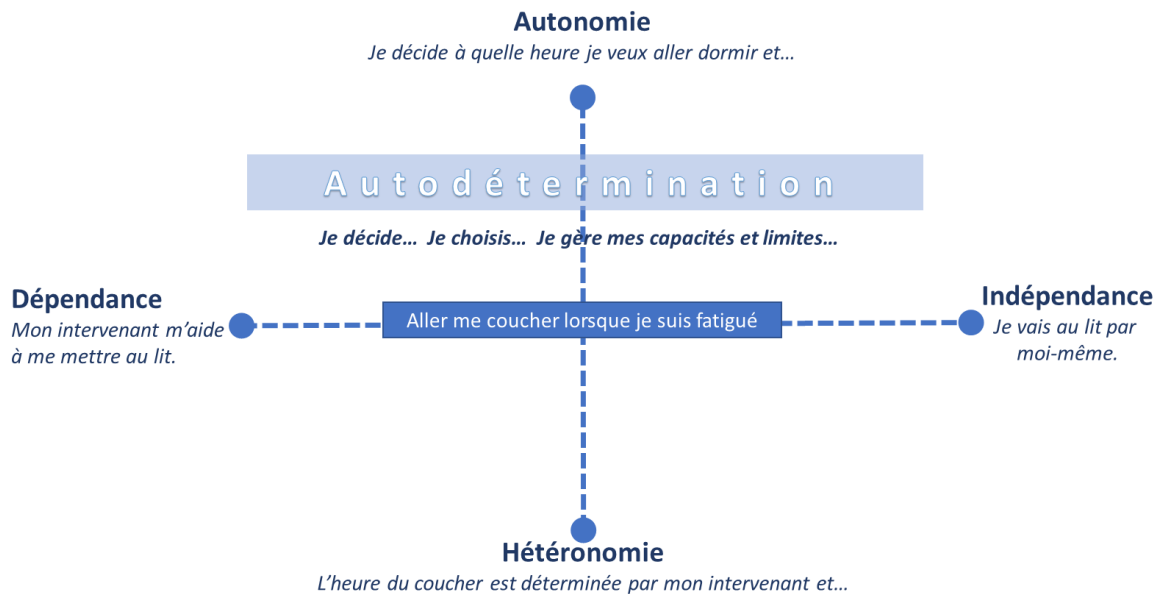 Autonomie
Je décide à quelle heure je veux aller dormir et…
Autodétermination
Je décide… Je choisis… Je gère mes capacités et limites…
Dépendance
Mon intervenant m’aide
à me mettre au lit.
Aller me coucher lorsque je suis fatigué
Indépendance
Je vais au lit par
moi-même.
Hétéronomie
L’heure du coucher est déterminée par mon intervenant et…